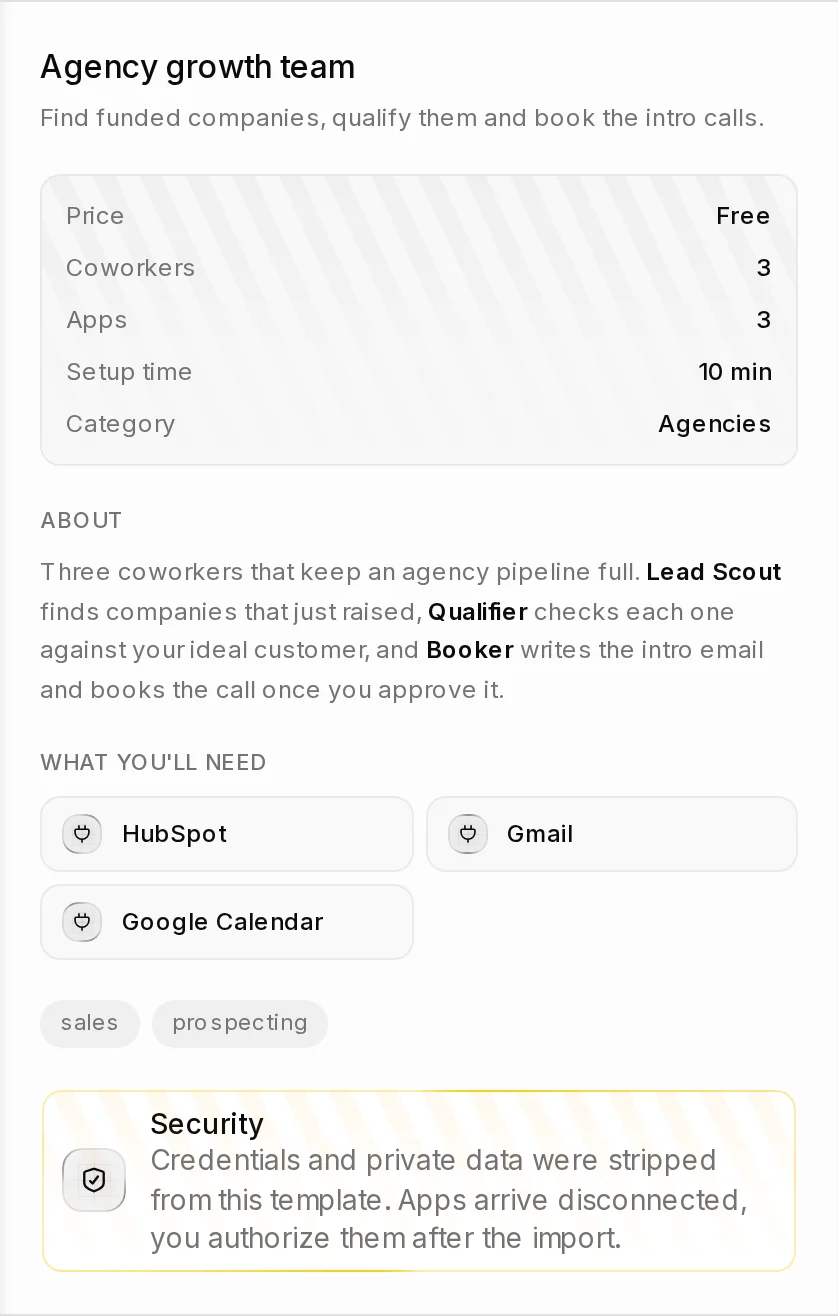 Agency growth team
Find funded companies, qualify them and book the intro calls.
Price Free
Coworkers 3
Apps 3
Setup time 10 min
Category Agencies
ABOUT
Three coworkers that keep an agency pipeline full. Lead Scout
finds companies that just raised, Qualifier checks each one
against your ideal customer, and Booker writes the intro email
and books the call once you approve it.
WHAT YOU'LL NEED
HubSpot Gmail
Google Calendar
sales prospecting
Security
Credentials and private data were stripped
from this template. Apps arrive disconnected,
you authorize them after the import.